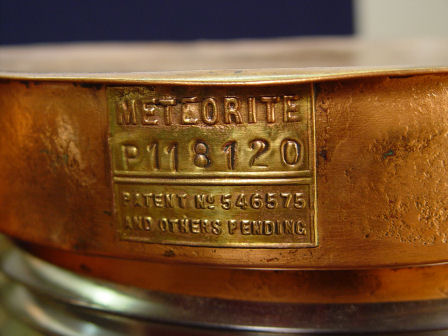 METEORITE
P118120
PATENT Nº 546575
AND OTHERS PENDING